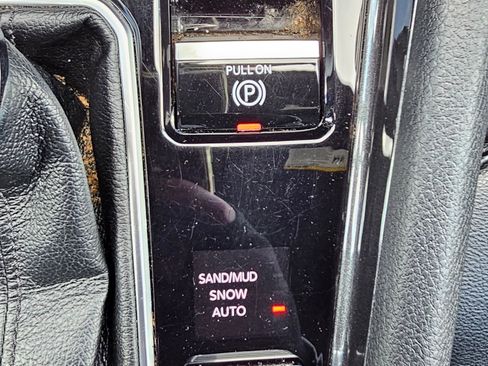 PULL ON
(P)
SAND/MUD
SNOW
AUTO